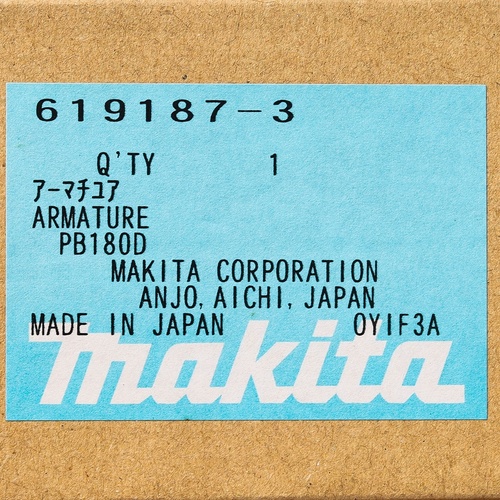 619187-3
Q'TY 1
ｱｰﾏﾁｭｱ
ARMATURE
PB180D
MAKITA CORPORATION
ANJO, AICHI, JAPAN
MADE IN JAPAN OYIF3A
makita